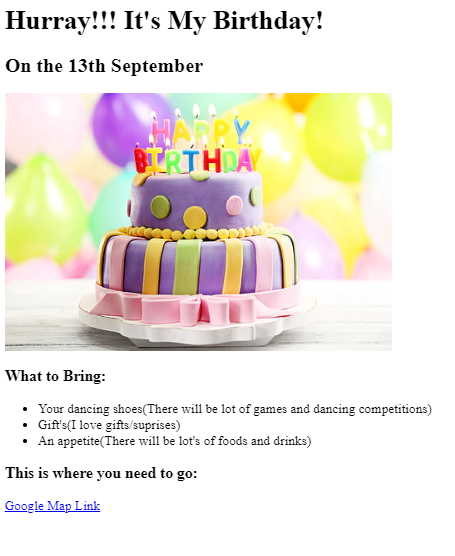 Hurray!!! It's My Birthday!
On the 13th September
HAPPY
BIRTHDAY
What to Bring:
Your dancing shoes(There will be lot of games and dancing competitions)
Gift's(I love gifts/suprises)
An appetite(There will be lot's of foods and drinks)
This is where you need to go:
Google Map Link